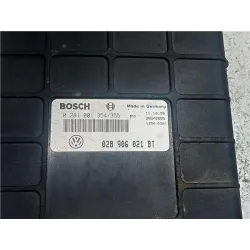 BOSCH
Made in Germany
0 281 001 354/355
028 906 021 BT